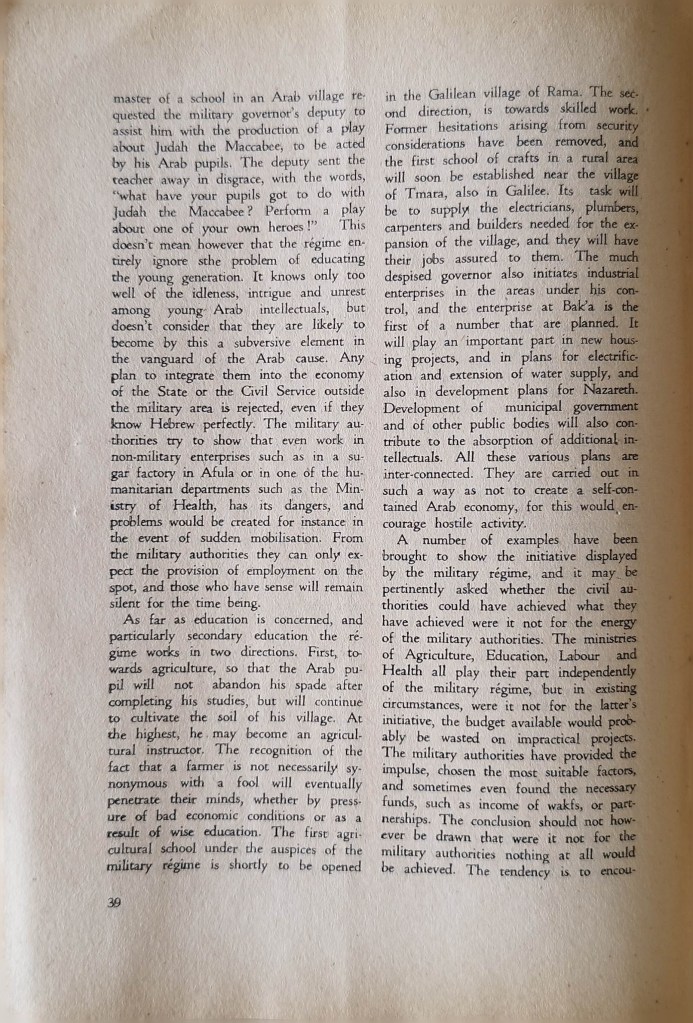 master of a school in an Arab village re-
quested the military governor's deputy to
assist him with the production of a play
about Judah the Maccabee, to be acted
by his Arab pupils. The deputy sent the
teacher away in disgrace, with the words,
"what have your pupils got to do with
Judah the Maccabee? Perform a play
about one of your own heroes!" This
doesn't mean however that the régime en-
tirely ignore sthe problem of educating
the young generation. It knows only too
well of the idleness, intrigue and unrest
among young Arab intellectuals, but
doesn't consider that they are likely to
become by this a subversive element in
the vanguard of the Arab cause. Any
plan to integrate them into the economy
of the State or the Civil Service outside
the military area is rejected, even if they
know Hebrew perfectly. The military au-
thorities try to show that even work in
non-military enterprises such as in a su-
gar factory in Afula or in one of the hu-
manitarian departments such as the Min-
istry of Health, has its dangers, and
problems would be created for instance in
the event of sudden mobilisation. From
the military authorities they can only ex-
pect the provision of employment on the
spot, and those who have sense will remain
silent for the time being.
As far as education is concerned, and
particularly secondary education the ré-
gime works in two directions. First, to-
wards agriculture, so that the Arab pu-
pil will not abandon his spade after
completing his studies, but will continue
to cultivate the soil of his village. At
the highest, he may become an agricul-
tural instructor. The recognition of the
fact that a farmer is not necessarily sy-
nonymous with a fool will eventually
penetrate their minds, whether by press-
ure of bad economic conditions or as a
result of wise education. The first agri-
cultural school under the auspices of the
military régime is shortly to be opened
in the Galilean village of Rama. The sec-
ond direction, is towards skilled work.
Former hesitations arising from security
considerations have been removed, and
the first school of crafts in a rural area
will soon be established near the village
of Tmara, also in Galilee. Its task will
be to supply the electricians, plumbers,
carpenters and builders needed for the ex-
pansion of the village, and they will have
their jobs assured to them. The much
despised governor also initiates industrial
enterprises in the areas under his con-
trol, and the enterprise at Bak'a is the
first of a number that are planned. It
will play an important part in new hous-
ing projects, and in plans for electrific-
ation and extension of water supply, and
also in development plans for Nazareth.
Development of municipal government
and of other public bodies will also con-
tribute to the absorption of additional in-
tellectuals. All these various plans are
inter-connected. They are carried out in
such a way as not to create a self-con-
tained Arab economy, for this would en-
courage hostile activity.
A number of examples have been
brought to show the initiative displayed
by the military régime, and it may be
pertinently asked whether the civil au-
thorities could have achieved what they
have achieved were it not for the energy
of the military authorities. The ministries
of Agriculture, Education, Labour and
Health all play their part independently
of the military régime, but in existing
circumstances, were it not for the latter's
initiative, the budget available would prob-
ably be wasted on impractical projects.
The military authorities have provided the
impulse, chosen the most suitable factors,
and sometimes even found the necessary
funds, such as income of wakfs, or part-
nerships. The conclusion should not how-
ever be drawn that were it not for the
military authorities nothing at all would
be achieved. The tendency is to encou-
39